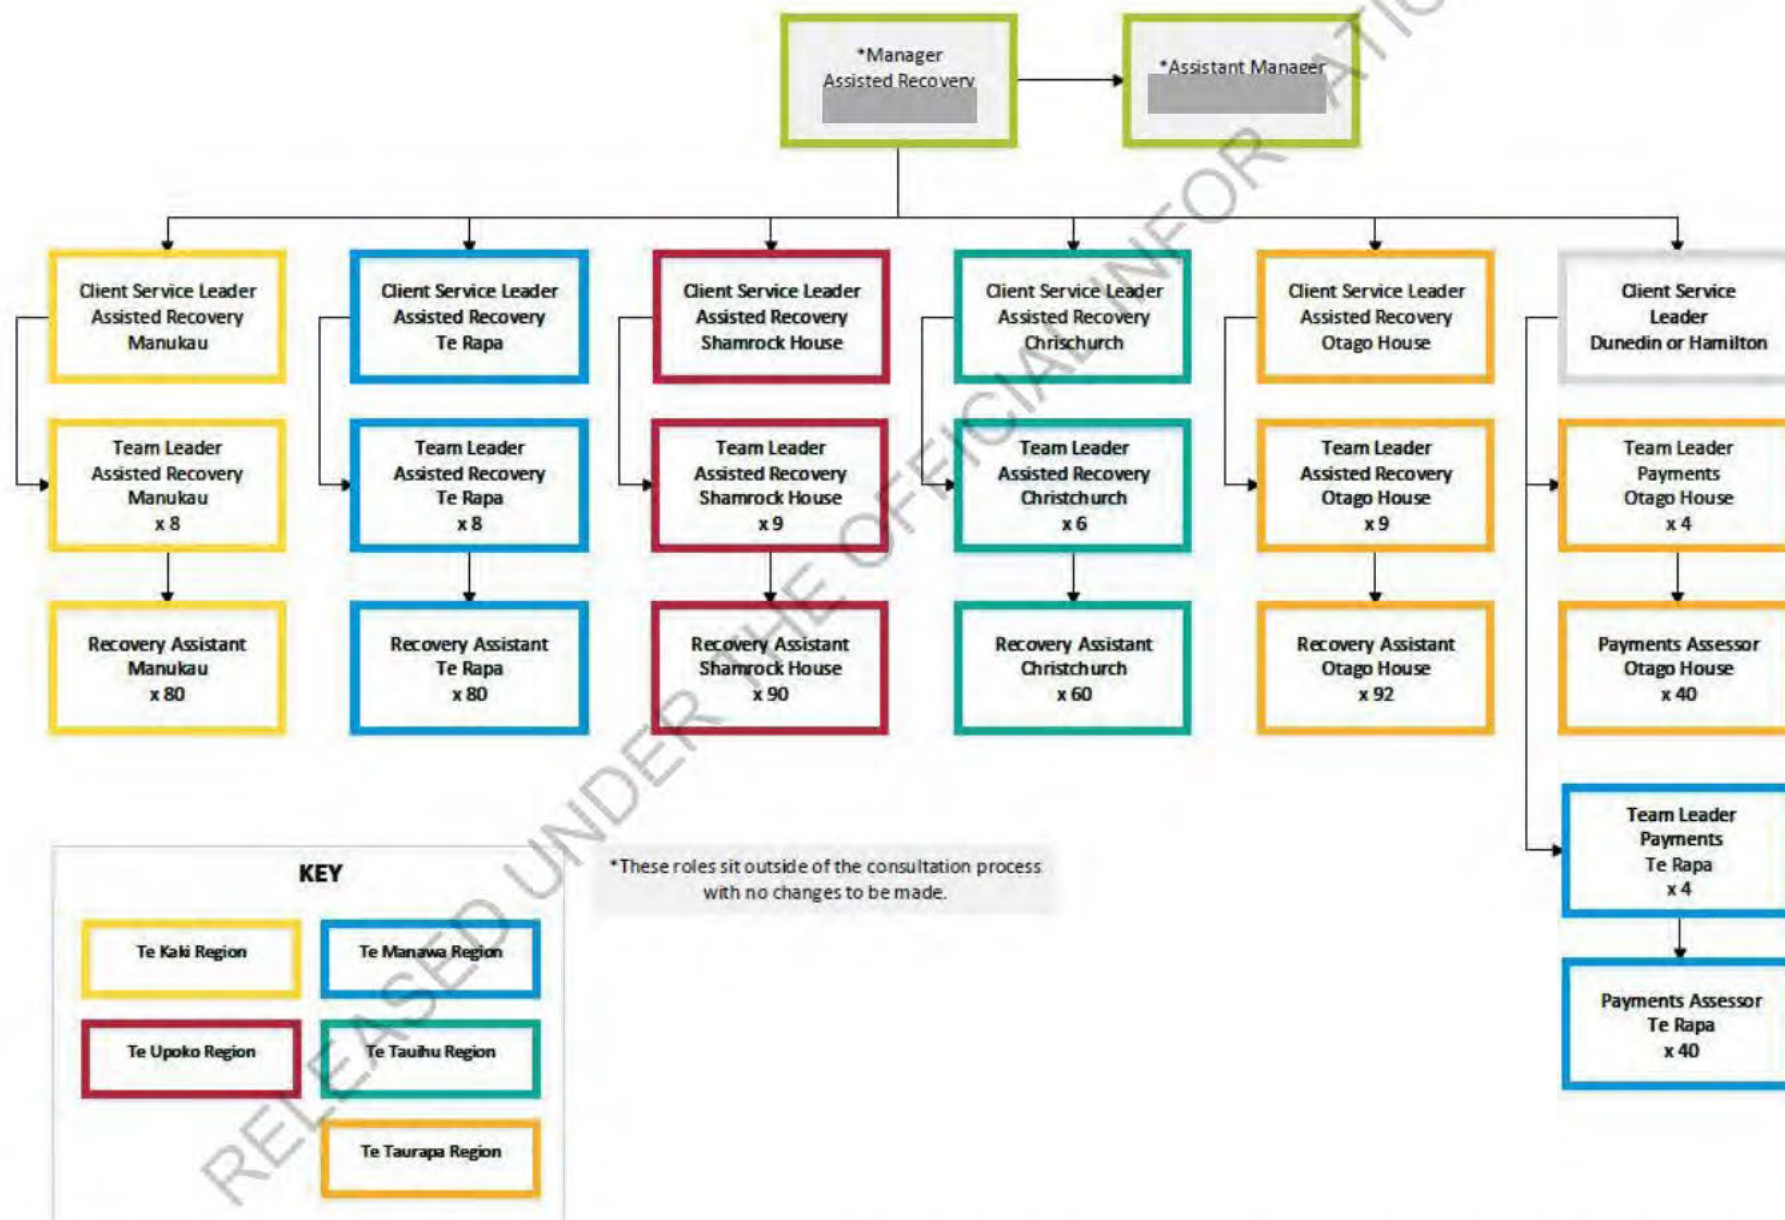 *Manager
Assisted Recovery
*Assistant Manager
Client Service Leader
Assisted Recovery
Manukau
Client Service Leader
Assisted Recovery
Te Rapa
Client Service Leader
Assisted Recovery
Shamrock House
Client Service Leader
Assisted Recovery
Chrischurch
Client Service Leader
Assisted Recovery
Otago House
Client Service
Leader
Dunedin or Hamilton
Team Leader
Assisted Recovery
Manukau
x 8
Team Leader
Assisted Recovery
Te Rapa
x 8
Team Leader
Assisted Recovery
Shamrock House
x 9
Team Leader
Assisted Recovery
Christchurch
x 6
Team Leader
Assisted Recovery
Otago House
x 9
Team Leader
Payments
Otago House
x 4
Recovery Assistant
Manukau
x 80
Recovery Assistant
Te Rapa
x 80
Recovery Assistant
Shamrock House
x 90
Recovery Assistant
Christchurch
x 60
Recovery Assistant
Otago House
x 92
Payments Assessor
Otago House
x 40
Team Leader
Payments
Te Rapa
x 4
Payments Assessor
Te Rapa
x 40
KEY
Te Kaki Region
Te Manawa Region
Te Upoko Region
Te Tauihu Region
Te Taurapa Region
*These roles sit outside of the consultation process
with no changes to be made.
RELEASED UNDER THE OFFICIAL INFOR ATIO